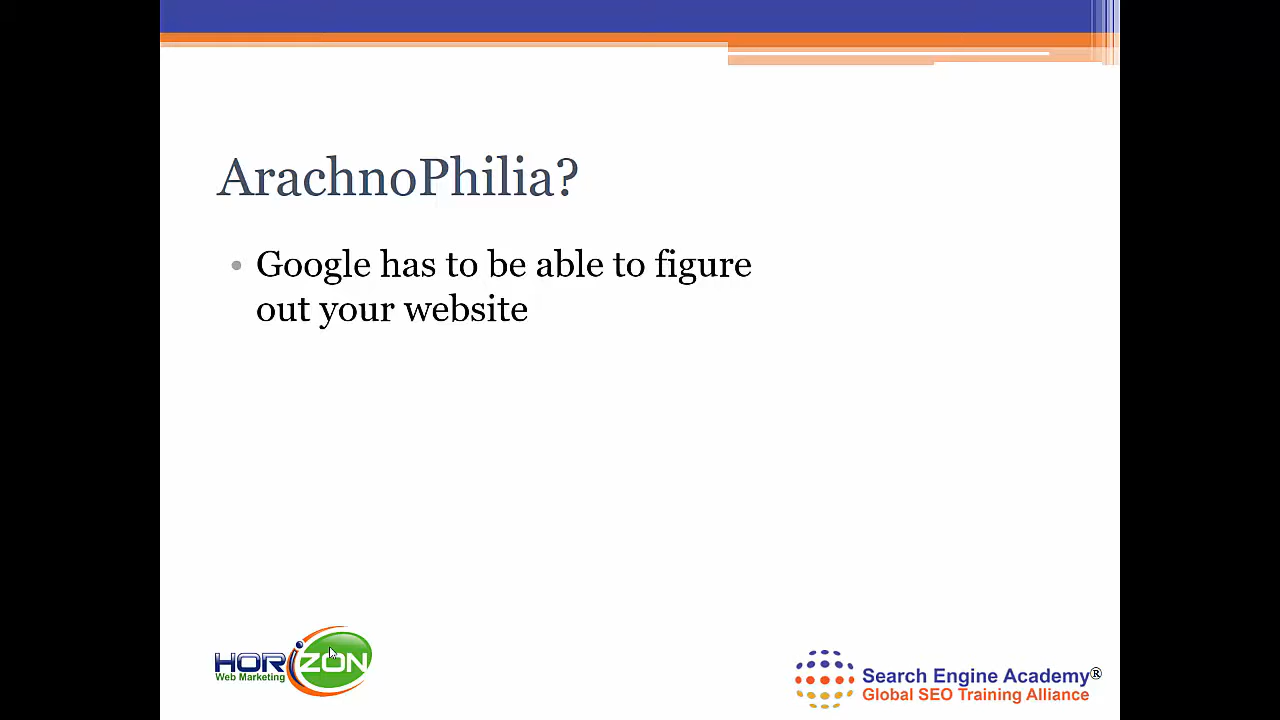 ArachnoPhilia?
• Google has to be able to figure
out your website
HORIZON
Web Marketing
Search Engine Academy®
Global SEO Training Alliance